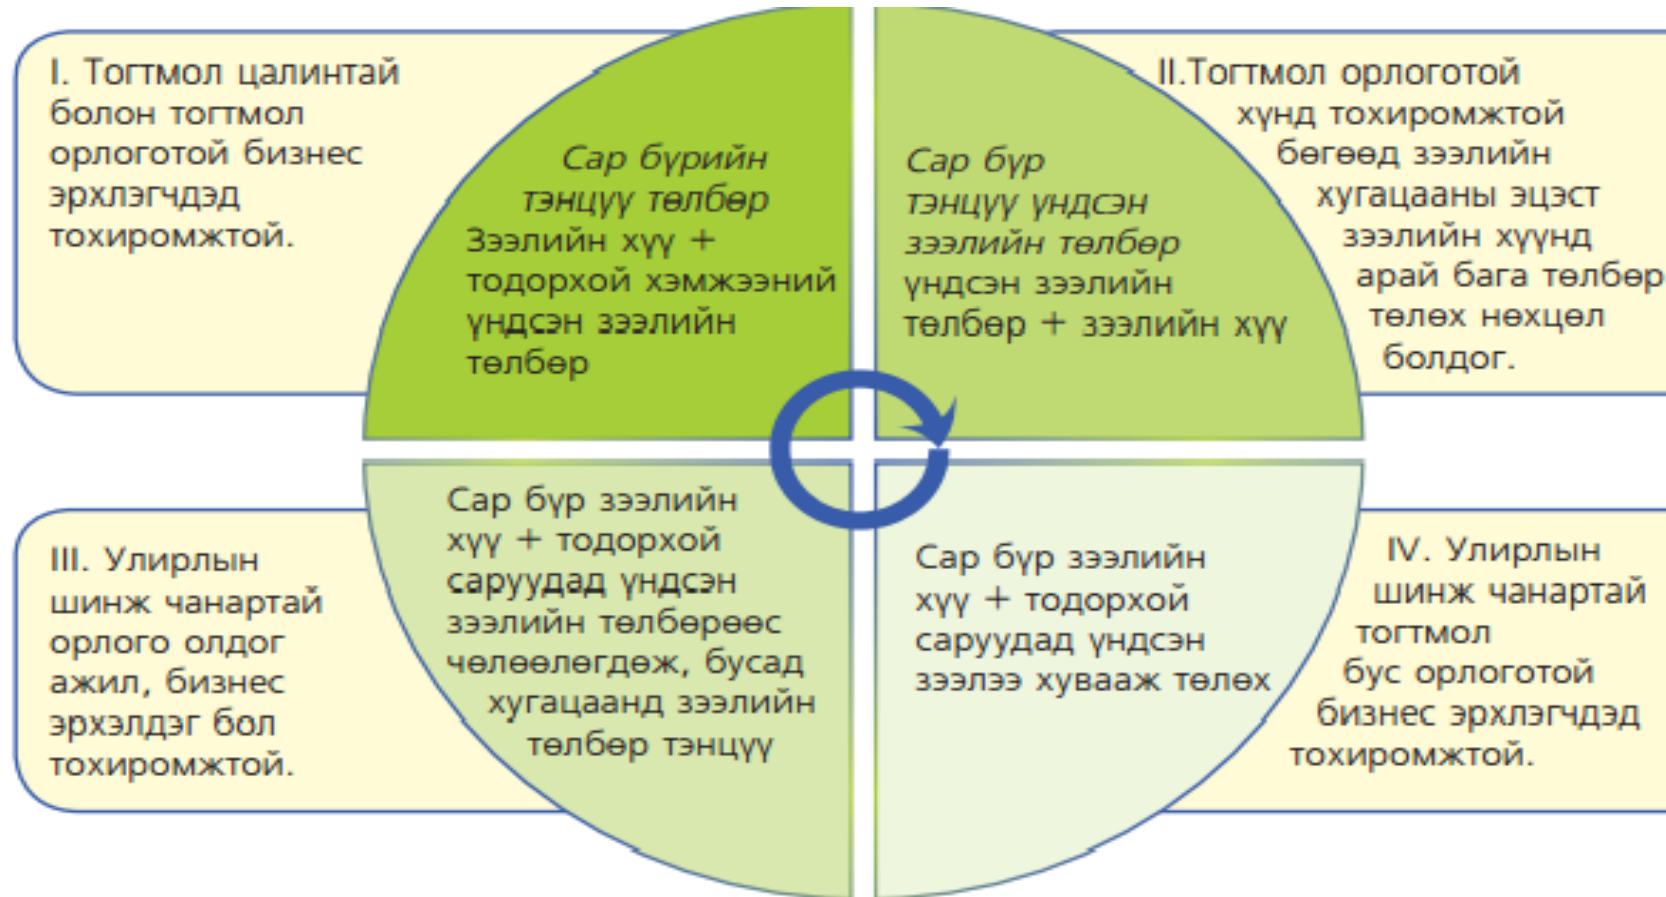 I. Тогтмол цалинтай
болон тогтмол
орлоготой бизнес
эрхлэгчдэд
тохиромжтой.
Сар бүрийн
тэнцүү төлбөр
Зээлийн хүү +
тодорхой хэмжээний
үндсэн зээлийн
төлбөр
Сар бүр
тэнцүү үндсэн
зээлийн төлбөр
үндсэн зээлийн
төлбөр + зээлийн хүү
II.Тогтмол орлоготой
хүнд тохиромжтой
бөгөөд зээлийн
хугацааны эцэст
зээлийн хүүнд
арай бага төлбөр
төлөх нөхцөл
болдог.
III. Улирлын
шинж чанартай
орлого олдог
ажил, бизнес
эрхэлдэг бол
тохиромжтой.
Сар бүр зээлийн
хүү + тодорхой
саруудад үндсэн
зээлийн төлбөрөөс
чөлөөлөгдөж, бусад
хугацаанд зээлийн
төлбөр тэнцүү
Сар бүр зээлийн
хүү + тодорхой
саруудад үндсэн
зээлээ хувааж төлөх
IV. Улирлын
шинж чанартай
тогтмол
бус орлоготой
бизнес эрхлэгчдэд
тохиромжтой.